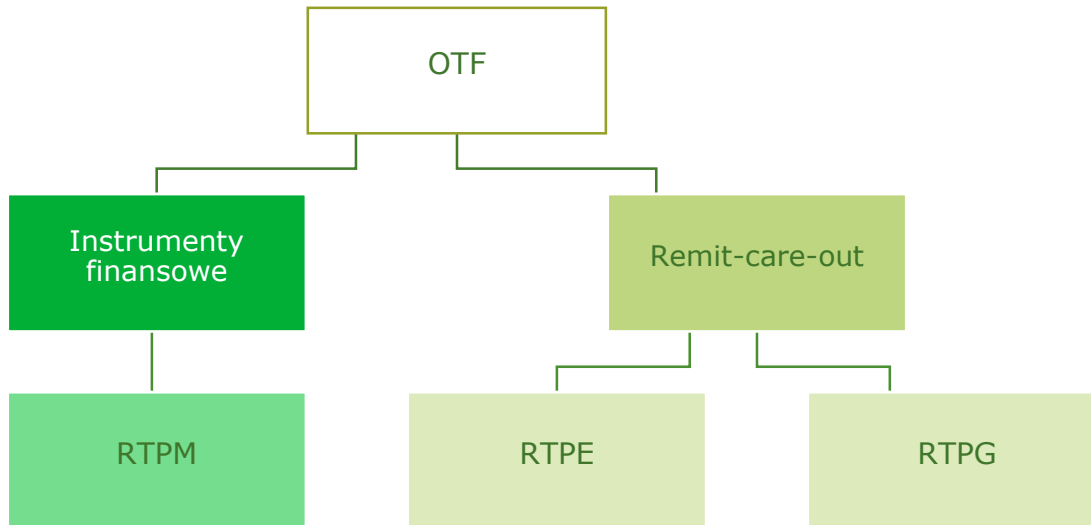 OTF
Instrumenty
finansowe
Remit-care-out
RTPM
RTPE
RTPG